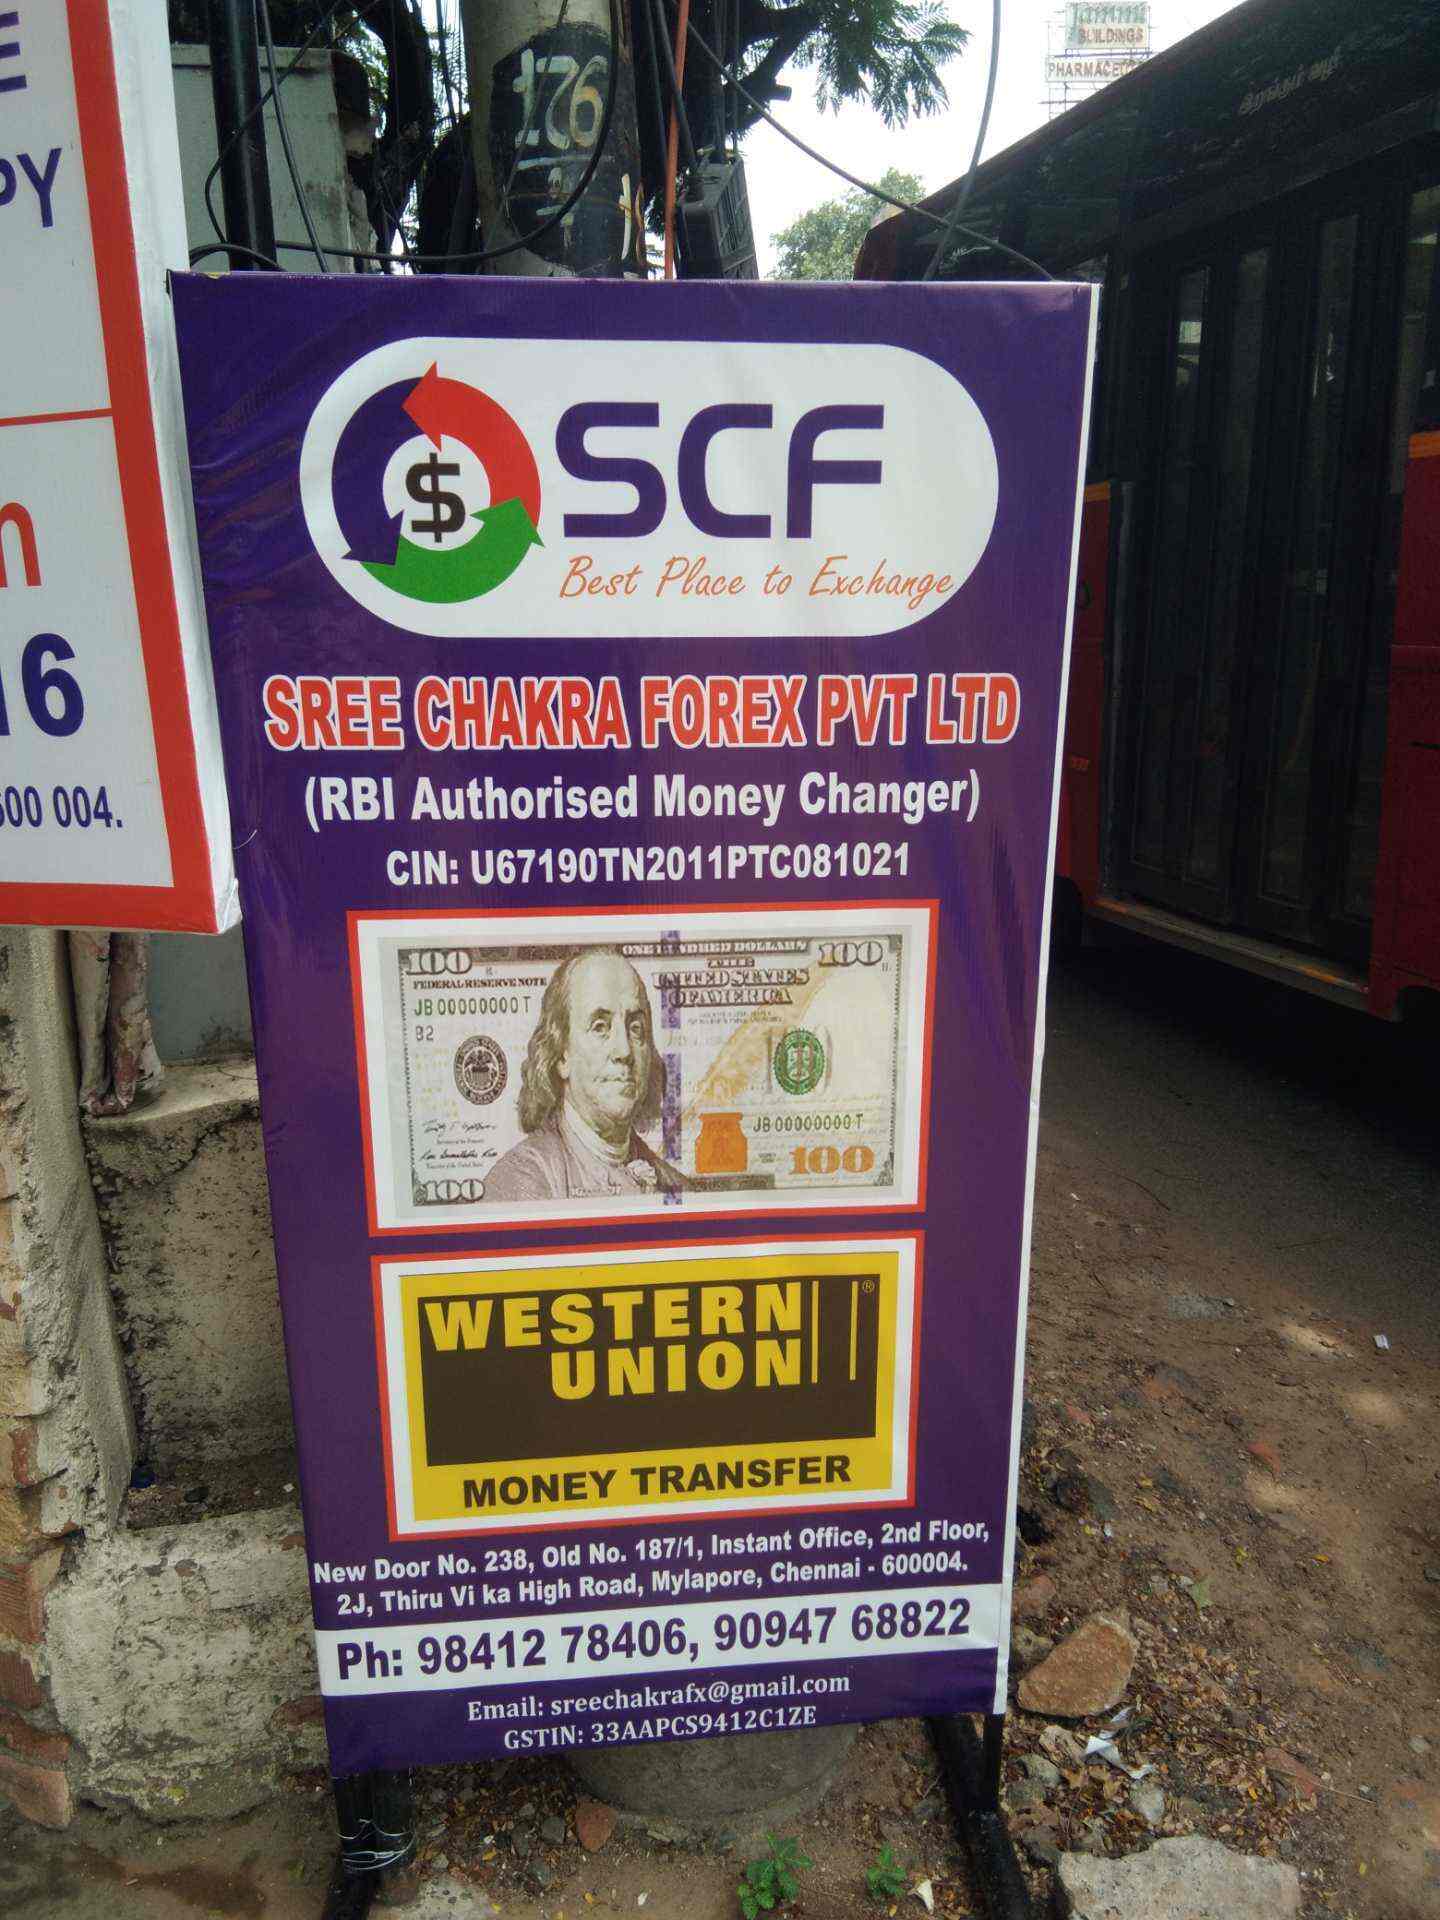 E
PY
n
16
600 004.
176
BUILDINGS
SCF
$
Best Place to Exchange
SREE CHAKRA FOREX PVT LTD
(RBI Authorised Money Changer)
CIN: U67190TN2011PTC081021
100
ONE HUNDRED DOLLARS
100
FEDERAL RESERVE NOTE
THE
UNITED STATES
OF AMERICA
JB 00000000 T
B2
JB 00000000 T
100
100
WESTERN
UNION
®
MONEY TRANSFER
New Door No. 238, Old No. 187/1, Instant Office, 2nd Floor,
2J, Thiru Vi ka High Road, Mylapore, Chennai - 600004.
Ph: 98412 78406, 90947 68822
Email: sreechakrafx@gmail.com
GSTIN: 33AAPCS9412C1ZE